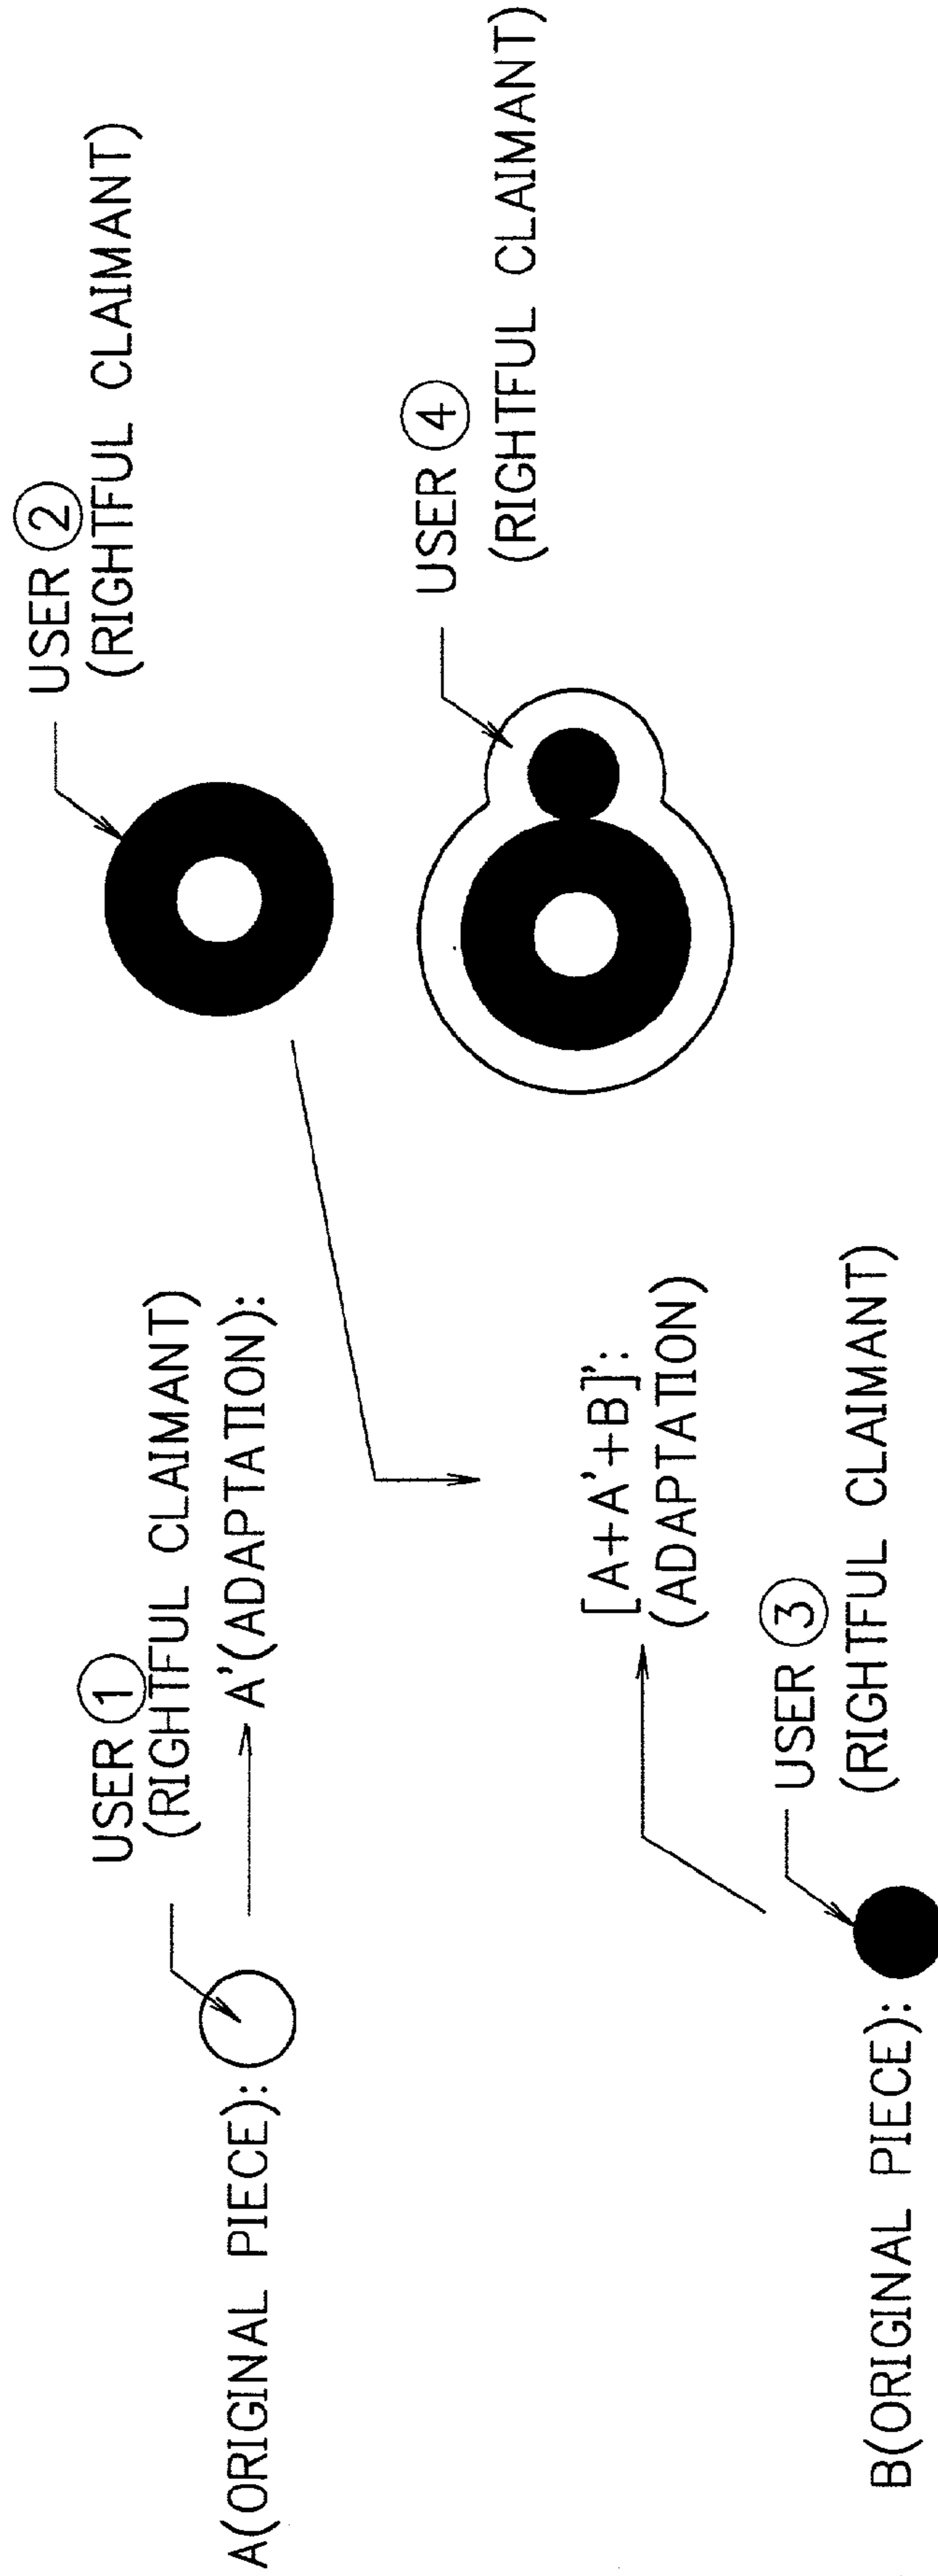 USER ①
(RIGHTFUL CLAIMANT)
A(ORIGINAL PIECE):
A'(ADAPTATION):
USER ②
(RIGHTFUL CLAIMANT)
[A+A'+B]':
(ADAPTATION)
USER ④
(RIGHTFUL CLAIMANT)
USER ③
(RIGHTFUL CLAIMANT)
B(ORIGINAL PIECE):